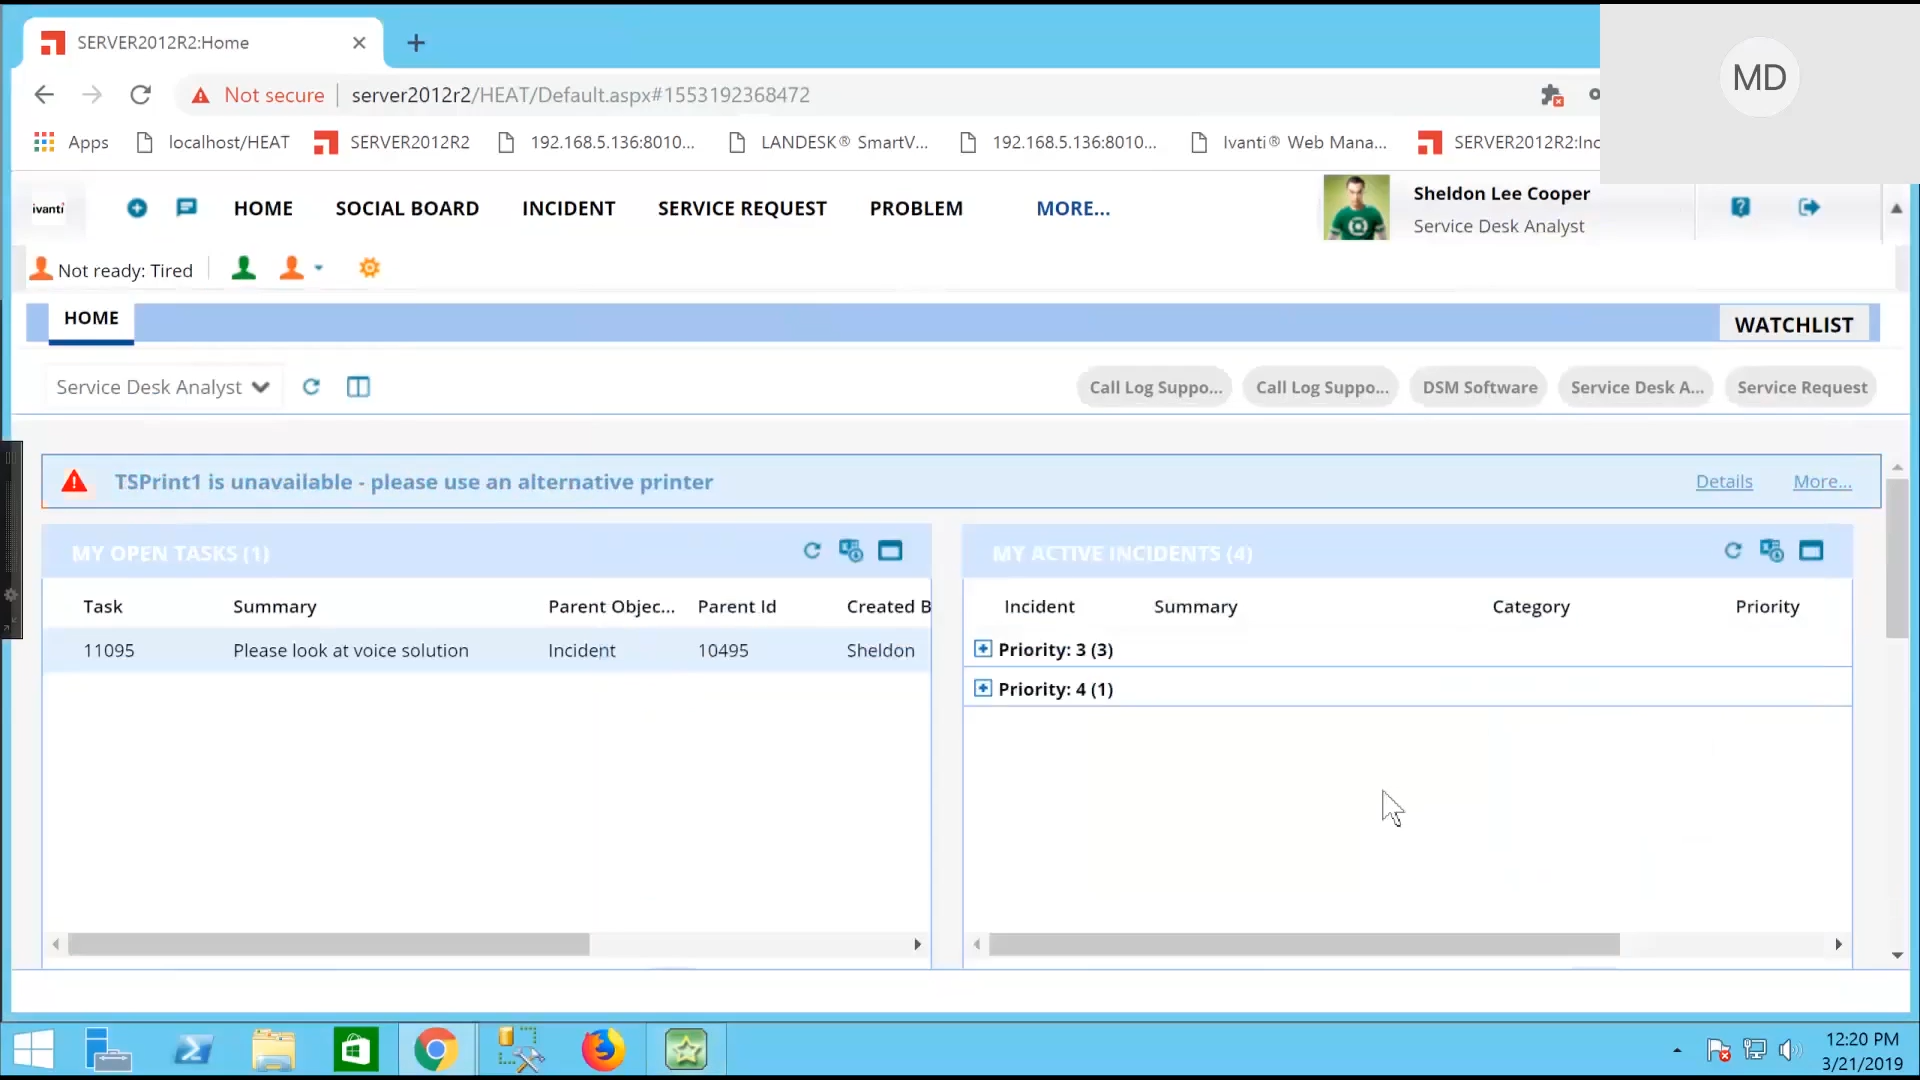 SERVER2012R2:Home
MD
Not secure | server2012r2/HEAT/Default.aspx#1553192368472
Apps localhost/HEAT SERVER2012R2 192.168.5.136:8010... LANDESK® SmartV... 192.168.5.136:8010... Ivanti® Web Mana... SERVER2012R2:Inc
ivanti HOME SOCIAL BOARD INCIDENT SERVICE REQUEST PROBLEM MORE...
Sheldon Lee Cooper
Service Desk Analyst
Not ready: Tired
HOME WATCHLIST
Service Desk Analyst Call Log Suppo... Call Log Suppo... DSM Software Service Desk A... Service Request
TSPrint1 is unavailable - please use an alternative printer Details More...
MY OPEN TASKS (1)
Task Summary Parent Objec... Parent Id Created B
11095 Please look at voice solution Incident 10495 Sheldon
MY ACTIVE INCIDENTS (4)
Incident Summary Category Priority
Priority: 3 (3)
Priority: 4 (1)
12:20 PM
3/21/2019